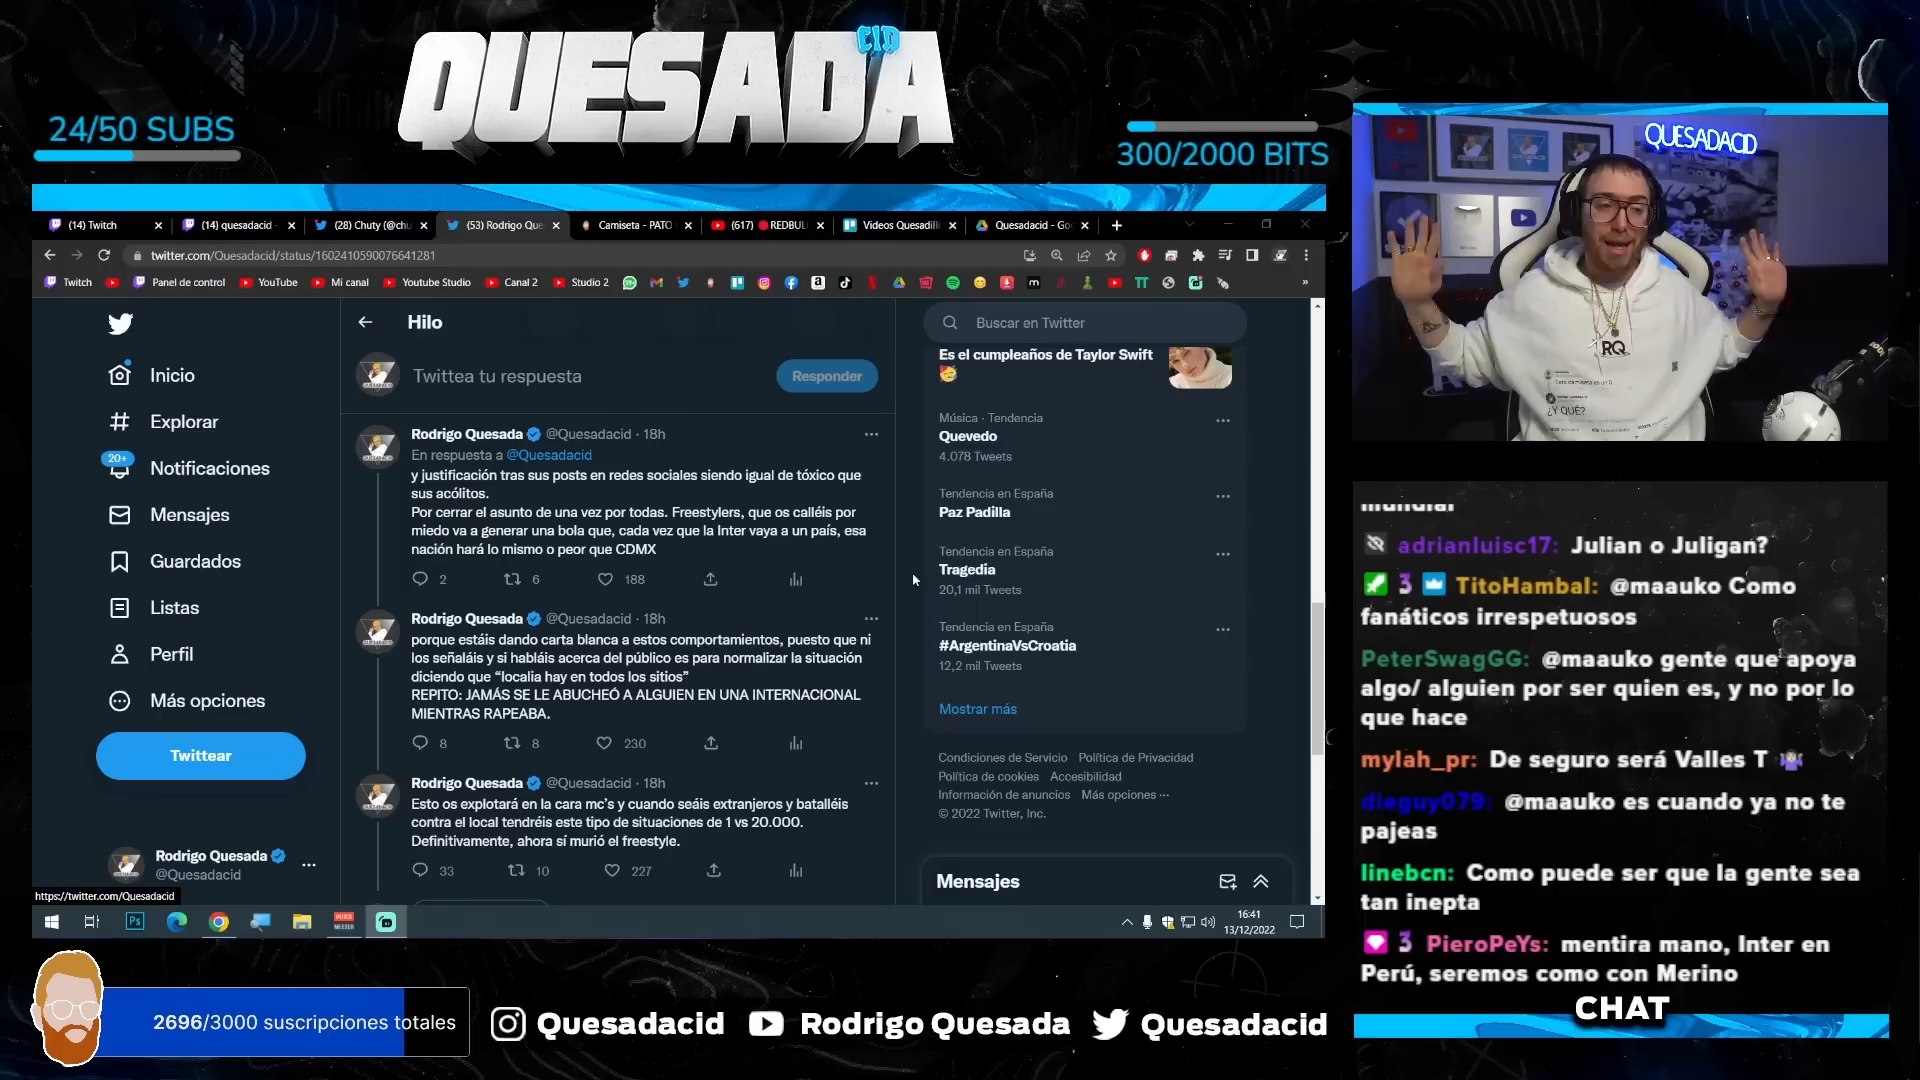 CID
QUESADA
24/50 SUBS
300/2000 BITS
QUESADACID
RQ
¿Y QUÉ?
(14) Twitch
(14) quesadacid
(28) Chuty (@chu
(53) Rodrigo Que
Camiseta - PATO
(617) 🔴REDBUL
Videos Quesadill
Quesadacid - Go
twitter.com/Quesadacid/status/1602410590076641281
Twitch
Panel de control
YouTube
Mi canal
Youtube Studio
Canal 2
Studio 2
Hilo
Twittea tu respuesta
Responder
Inicio
Explorar
20+
Notificaciones
Mensajes
Guardados
Listas
Perfil
Más opciones
Twittear
Rodrigo Quesada
@Quesadacid
https://twitter.com/Quesadacid
Rodrigo Quesada @Quesadacid · 18h
En respuesta a @Quesadacid
y justificación tras sus posts en redes sociales siendo igual de tóxico que
sus acólitos.
Por cerrar el asunto de una vez por todas. Freestylers, que os calléis por
miedo va a generar una bola que, cada vez que la Inter vaya a un país, esa
nación hará lo mismo o peor que CDMX
2 6 188
Rodrigo Quesada @Quesadacid · 18h
porque estáis dando carta blanca a estos comportamientos, puesto que ni
los señaláis y si habláis acerca del público es para normalizar la situación
diciendo que “localia hay en todos los sitios”
REPITO: JAMÁS SE LE ABUCHEÓ A ALGUIEN EN UNA INTERNACIONAL
MIENTRAS RAPEABA.
8 8 230
Rodrigo Quesada @Quesadacid · 18h
Esto os explotará en la cara mc’s y cuando seáis extranjeros y batalléis
contra el local tendréis este tipo de situaciones de 1 vs 20.000.
Definitivamente, ahora sí murió el freestyle.
33 10 227
Buscar en Twitter
Es el cumpleaños de Taylor Swift
🥳
Música · Tendencia
Quevedo
4.078 Tweets
Tendencia en España
Paz Padilla
Tendencia en España
Tragedia
20,1 mil Tweets
Tendencia en España
#ArgentinaVsCroatia
12,2 mil Tweets
Mostrar más
Condiciones de Servicio Política de Privacidad
Política de cookies Accesibilidad
Información de anuncios Más opciones ···
© 2022 Twitter, Inc.
Mensajes
16:41
13/12/2022
mundial
adrianluisc17: Julian o Juligan?
3 TitoHambal: @maauko Como
fanáticos irrespetuosos
PeterSwagGG: @maauko gente que apoya
algo/ alguien por ser quien es, y no por lo
que hace
mylah_pr: De seguro será Valles T 🤷
dleguy079: @maauko es cuando ya no te
pajeas
linebcn: Como puede ser que la gente sea
tan inepta
3 PieroPeYs: mentira mano, Inter en
Perú, seremos como con Merino
CHAT
2696/3000 suscripciones totales
Quesadacid
Rodrigo Quesada
Quesadacid